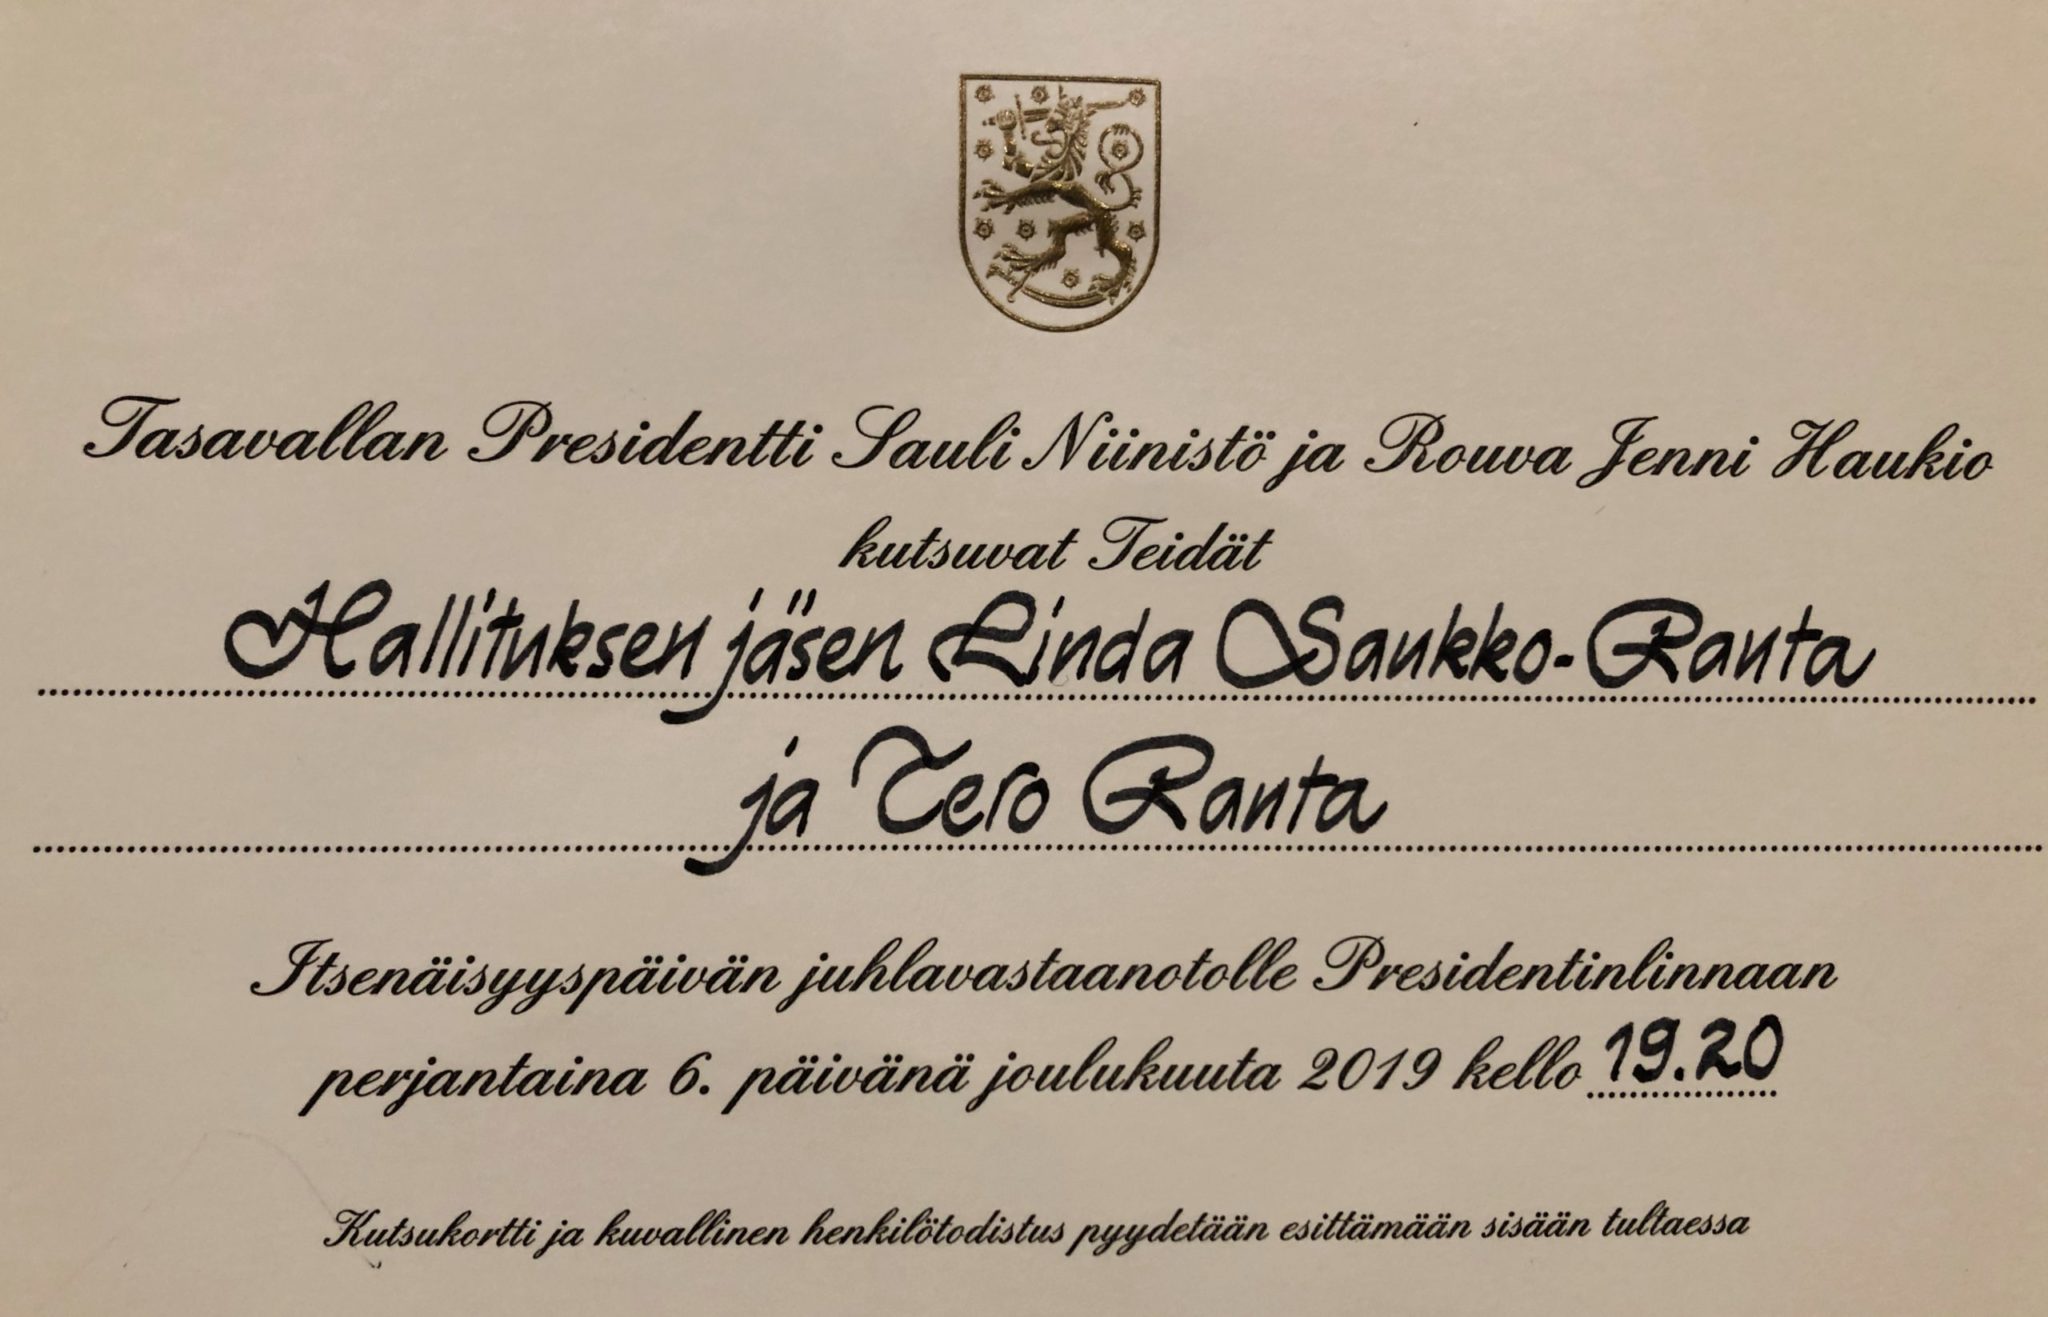 Tasavallan Presidentti Sauli Niinistö ja Rouva Jenni Haukio
kutsuvat Teidät
Hallituksen jäsen Linda Saukko-Ranta
ja Tero Ranta
Itsenäisyyspäivän juhlavastaanotolle Presidentinlinnaan
perjantaina 6. päivänä joulukuuta 2019 kello 19.20
Kutsukortti ja kuvallinen henkilötodistus pyydetään esittämään sisään tultaessa